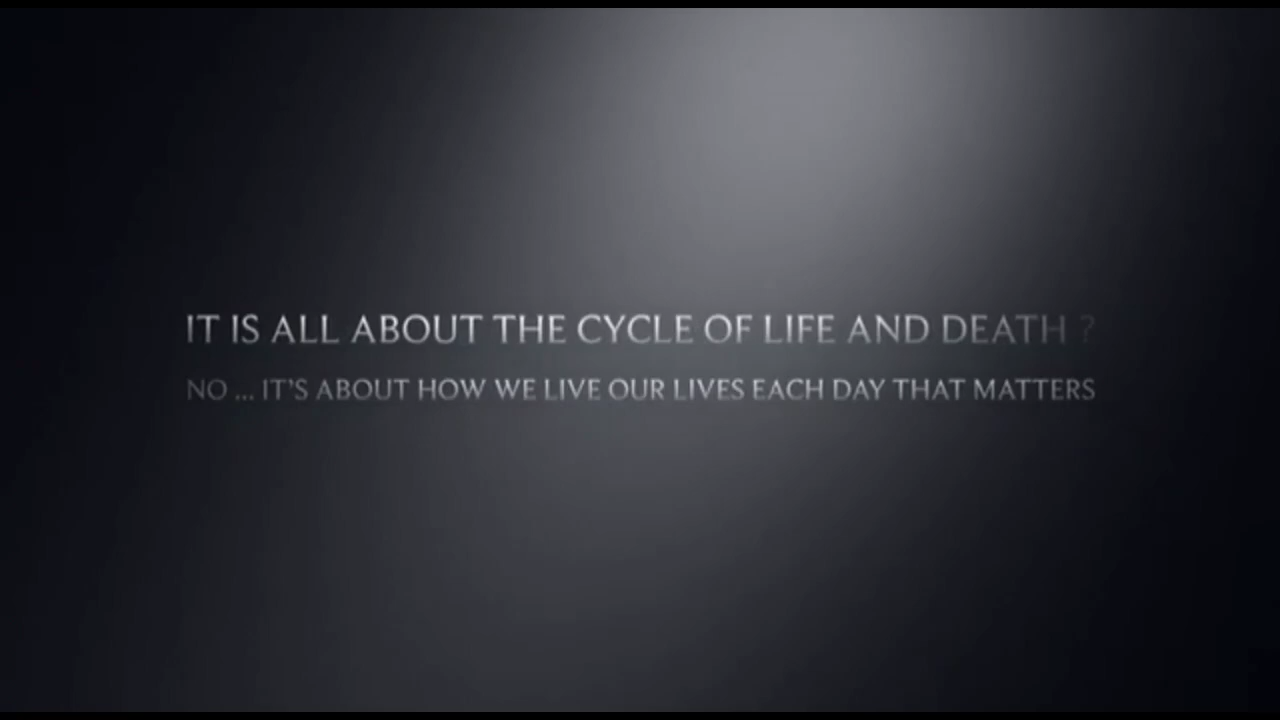 IT IS ALL ABOUT THE CYCLE OF LIFE AND DEATH ?
NO ... IT'S ABOUT HOW WE LIVE OUR LIVES EACH DAY THAT MATTERS